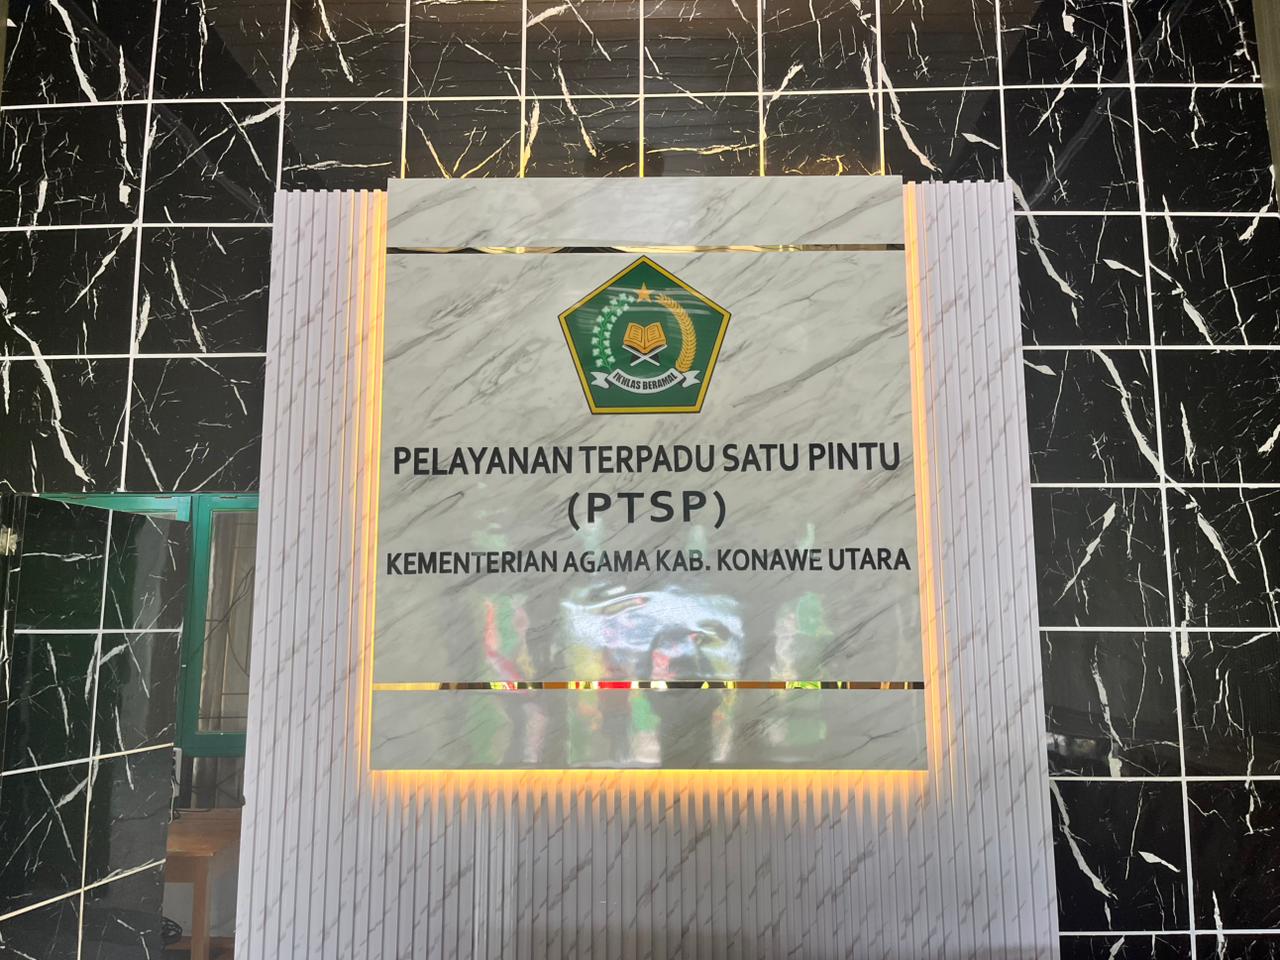 IKHLAS BERAMAL
PELAYANAN TERPADU SATU PINTU
(PTSP)
KEMENTERIAN AGAMA KAB. KONAWE UTARA